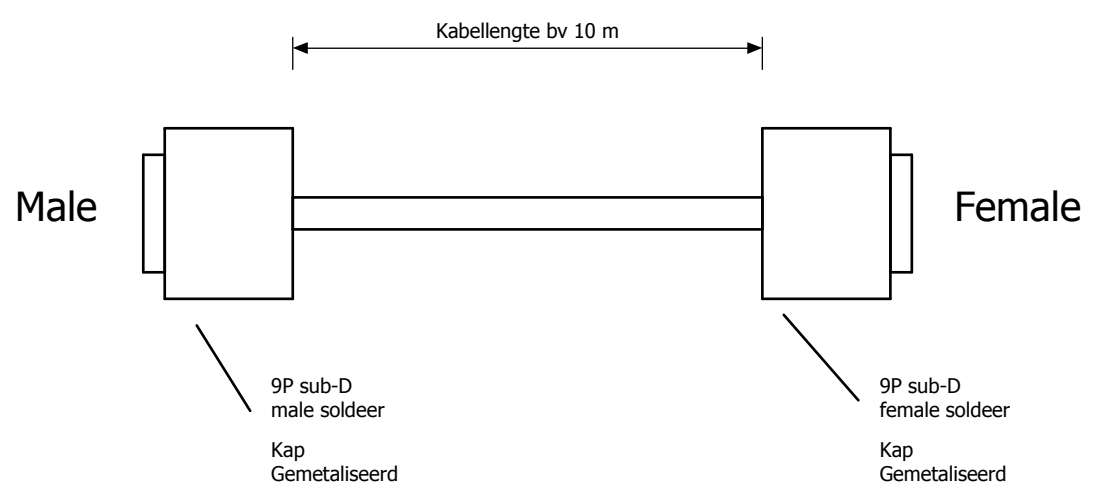 Kabellengte bv 10 m
Male
Female
9P sub-D
male soldeer
Kap
Gemetaliseerd
9P sub-D
female soldeer
Kap
Gemetaliseerd